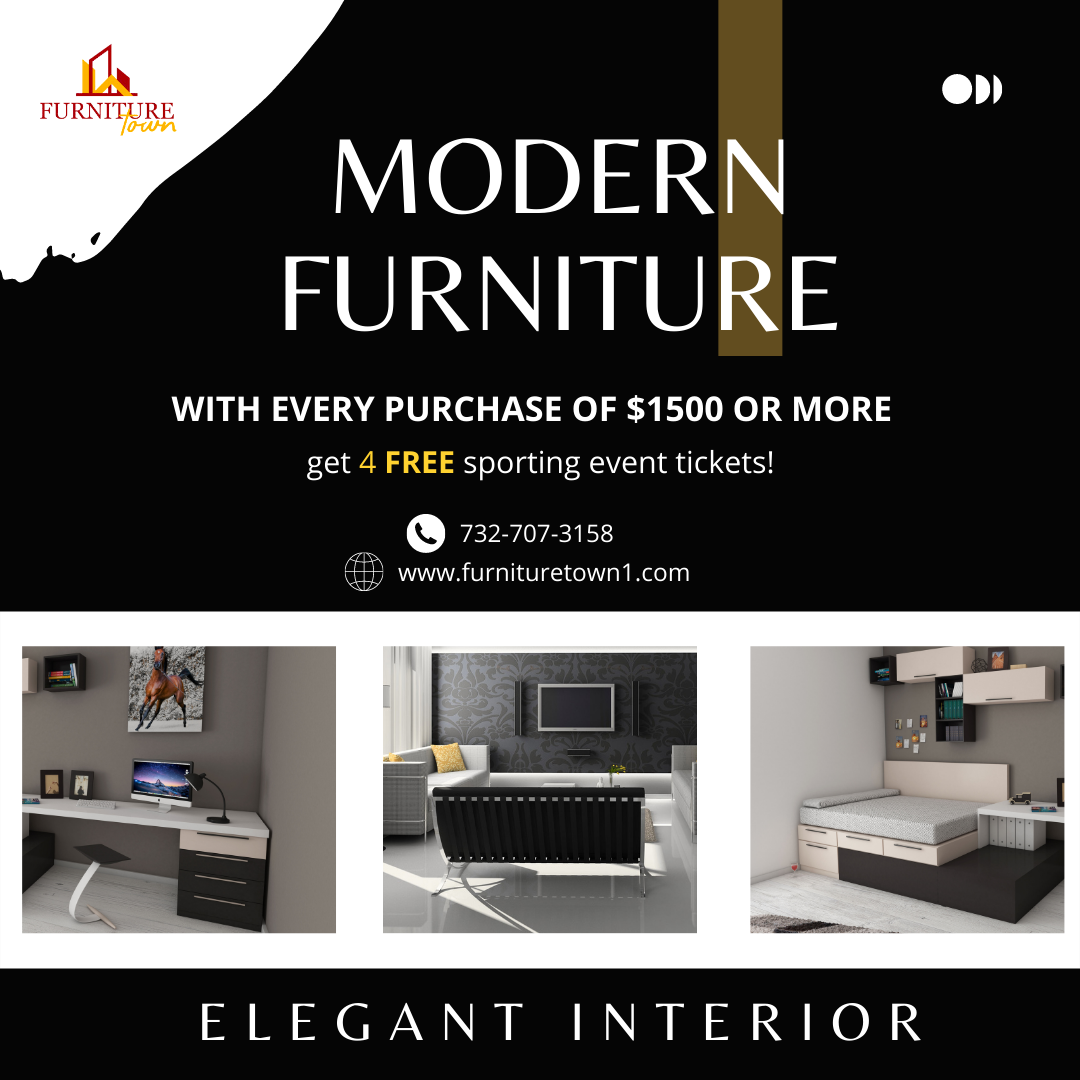 FURNITURE
town
MODERN
FURNITURE
WITH EVERY PURCHASE OF $1500 OR MORE
get 4 FREE sporting event tickets!
732-707-3158
www.furnituretown1.com
ELEGANT INTERIOR